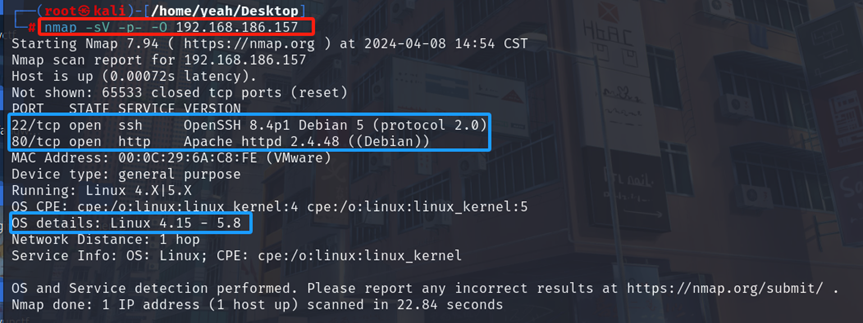 ┌──(root㉿kali)-[/home/yeah/Desktop]
└─# nmap -sV -p- -O 192.168.186.157
Starting Nmap 7.94 ( https://nmap.org ) at 2024-04-08 14:54 CST
Nmap scan report for 192.168.186.157
Host is up (0.00072s latency).
Not shown: 65533 closed tcp ports (reset)
PORT   STATE SERVICE VERSION
22/tcp open  ssh     OpenSSH 8.4p1 Debian 5 (protocol 2.0)
80/tcp open  http    Apache httpd 2.4.48 ((Debian))
MAC Address: 00:0C:29:6A:C8:FE (VMware)
Device type: general purpose
Running: Linux 4.X|5.X
OS CPE: cpe:/o:linux:linux_kernel:4 cpe:/o:linux:linux_kernel:5
OS details: Linux 4.15 - 5.8
Network Distance: 1 hop
Service Info: OS: Linux; CPE: cpe:/o:linux:linux_kernel

OS and Service detection performed. Please report any incorrect results at https://nmap.org/submit/ .
Nmap done: 1 IP address (1 host up) scanned in 22.84 seconds